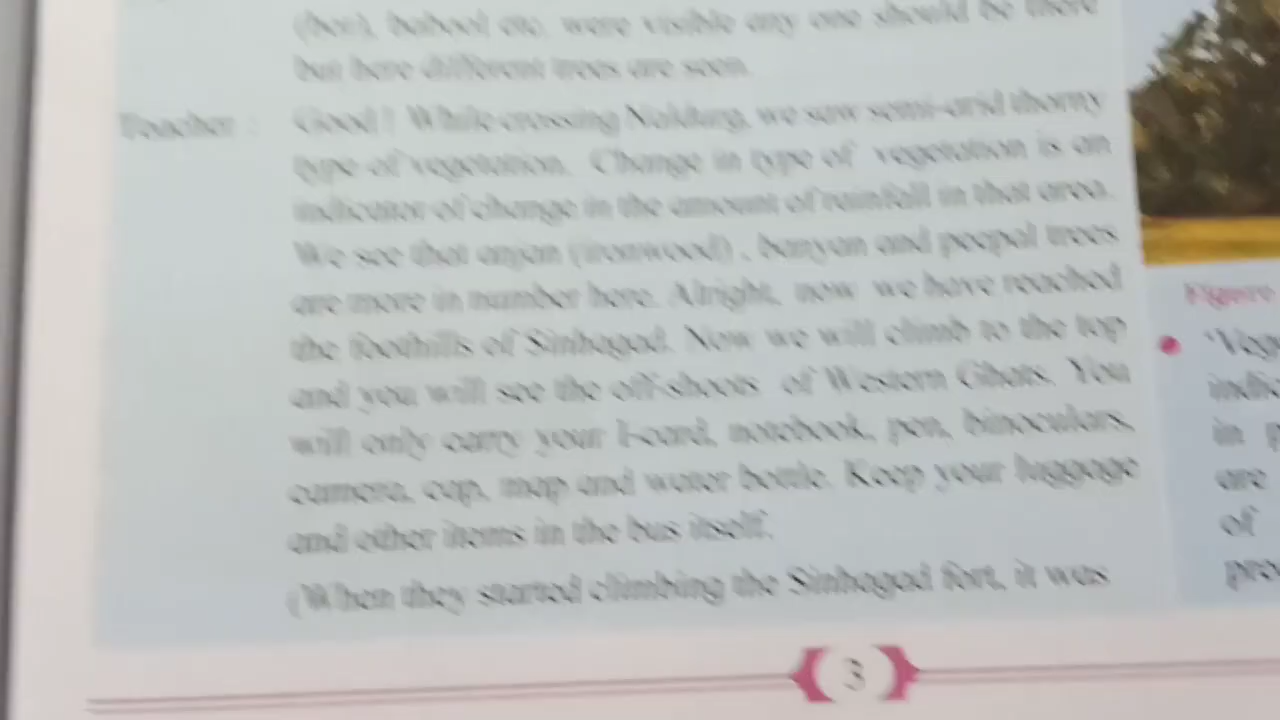 (ber), babool etc. were visible any one should be there
but here different trees are seen.
Teacher : Good ! While crossing Naldurg, we saw semi-arid thorny
type of vegetation. Change in type of vegetation is an
indicator of change in the amount of rainfall in that area.
We see that anjan (ironwood) , banyan and peepal trees
are more in number here. Alright, now we have reached
the foothills of Sinhagad. Now we will climb to the top
and you will see the off-shoots of Western Ghats. You
will only carry your I-card, notebook, pen, binoculars,
camera, cap, map and water bottle. Keep your luggage
and other items in the bus itself.
(When they started climbing the Sinhagad fort, it was
3
Figure
in
are
of